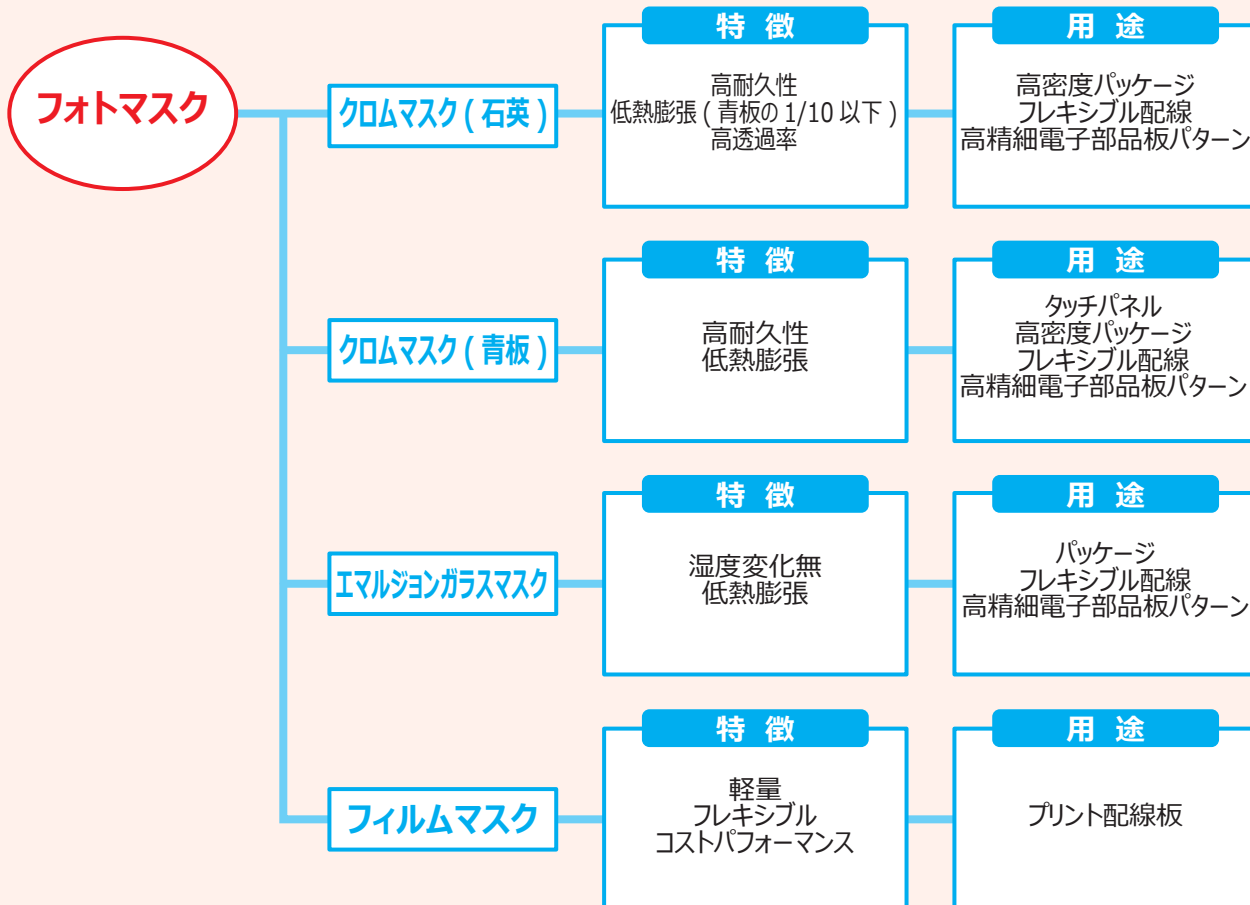 フォトマスク
クロムマスク ( 石英 )
特 徴
高耐久性
低熱膨張 ( 青板の 1/10 以下 )
高透過率
用 途
高密度パッケージ
フレキシブル配線
高精細電子部品板パターン
クロムマスク ( 青板 )
特 徴
高耐久性
低熱膨張
用 途
タッチパネル
高密度パッケージ
フレキシブル配線
高精細電子部品板パターン
エマルジョンガラスマスク
特 徴
湿度変化無
低熱膨張
用 途
パッケージ
フレキシブル配線
高精細電子部品板パターン
フィルムマスク
特 徴
軽量
フレキシブル
コストパフォーマンス
用 途
プリント配線板